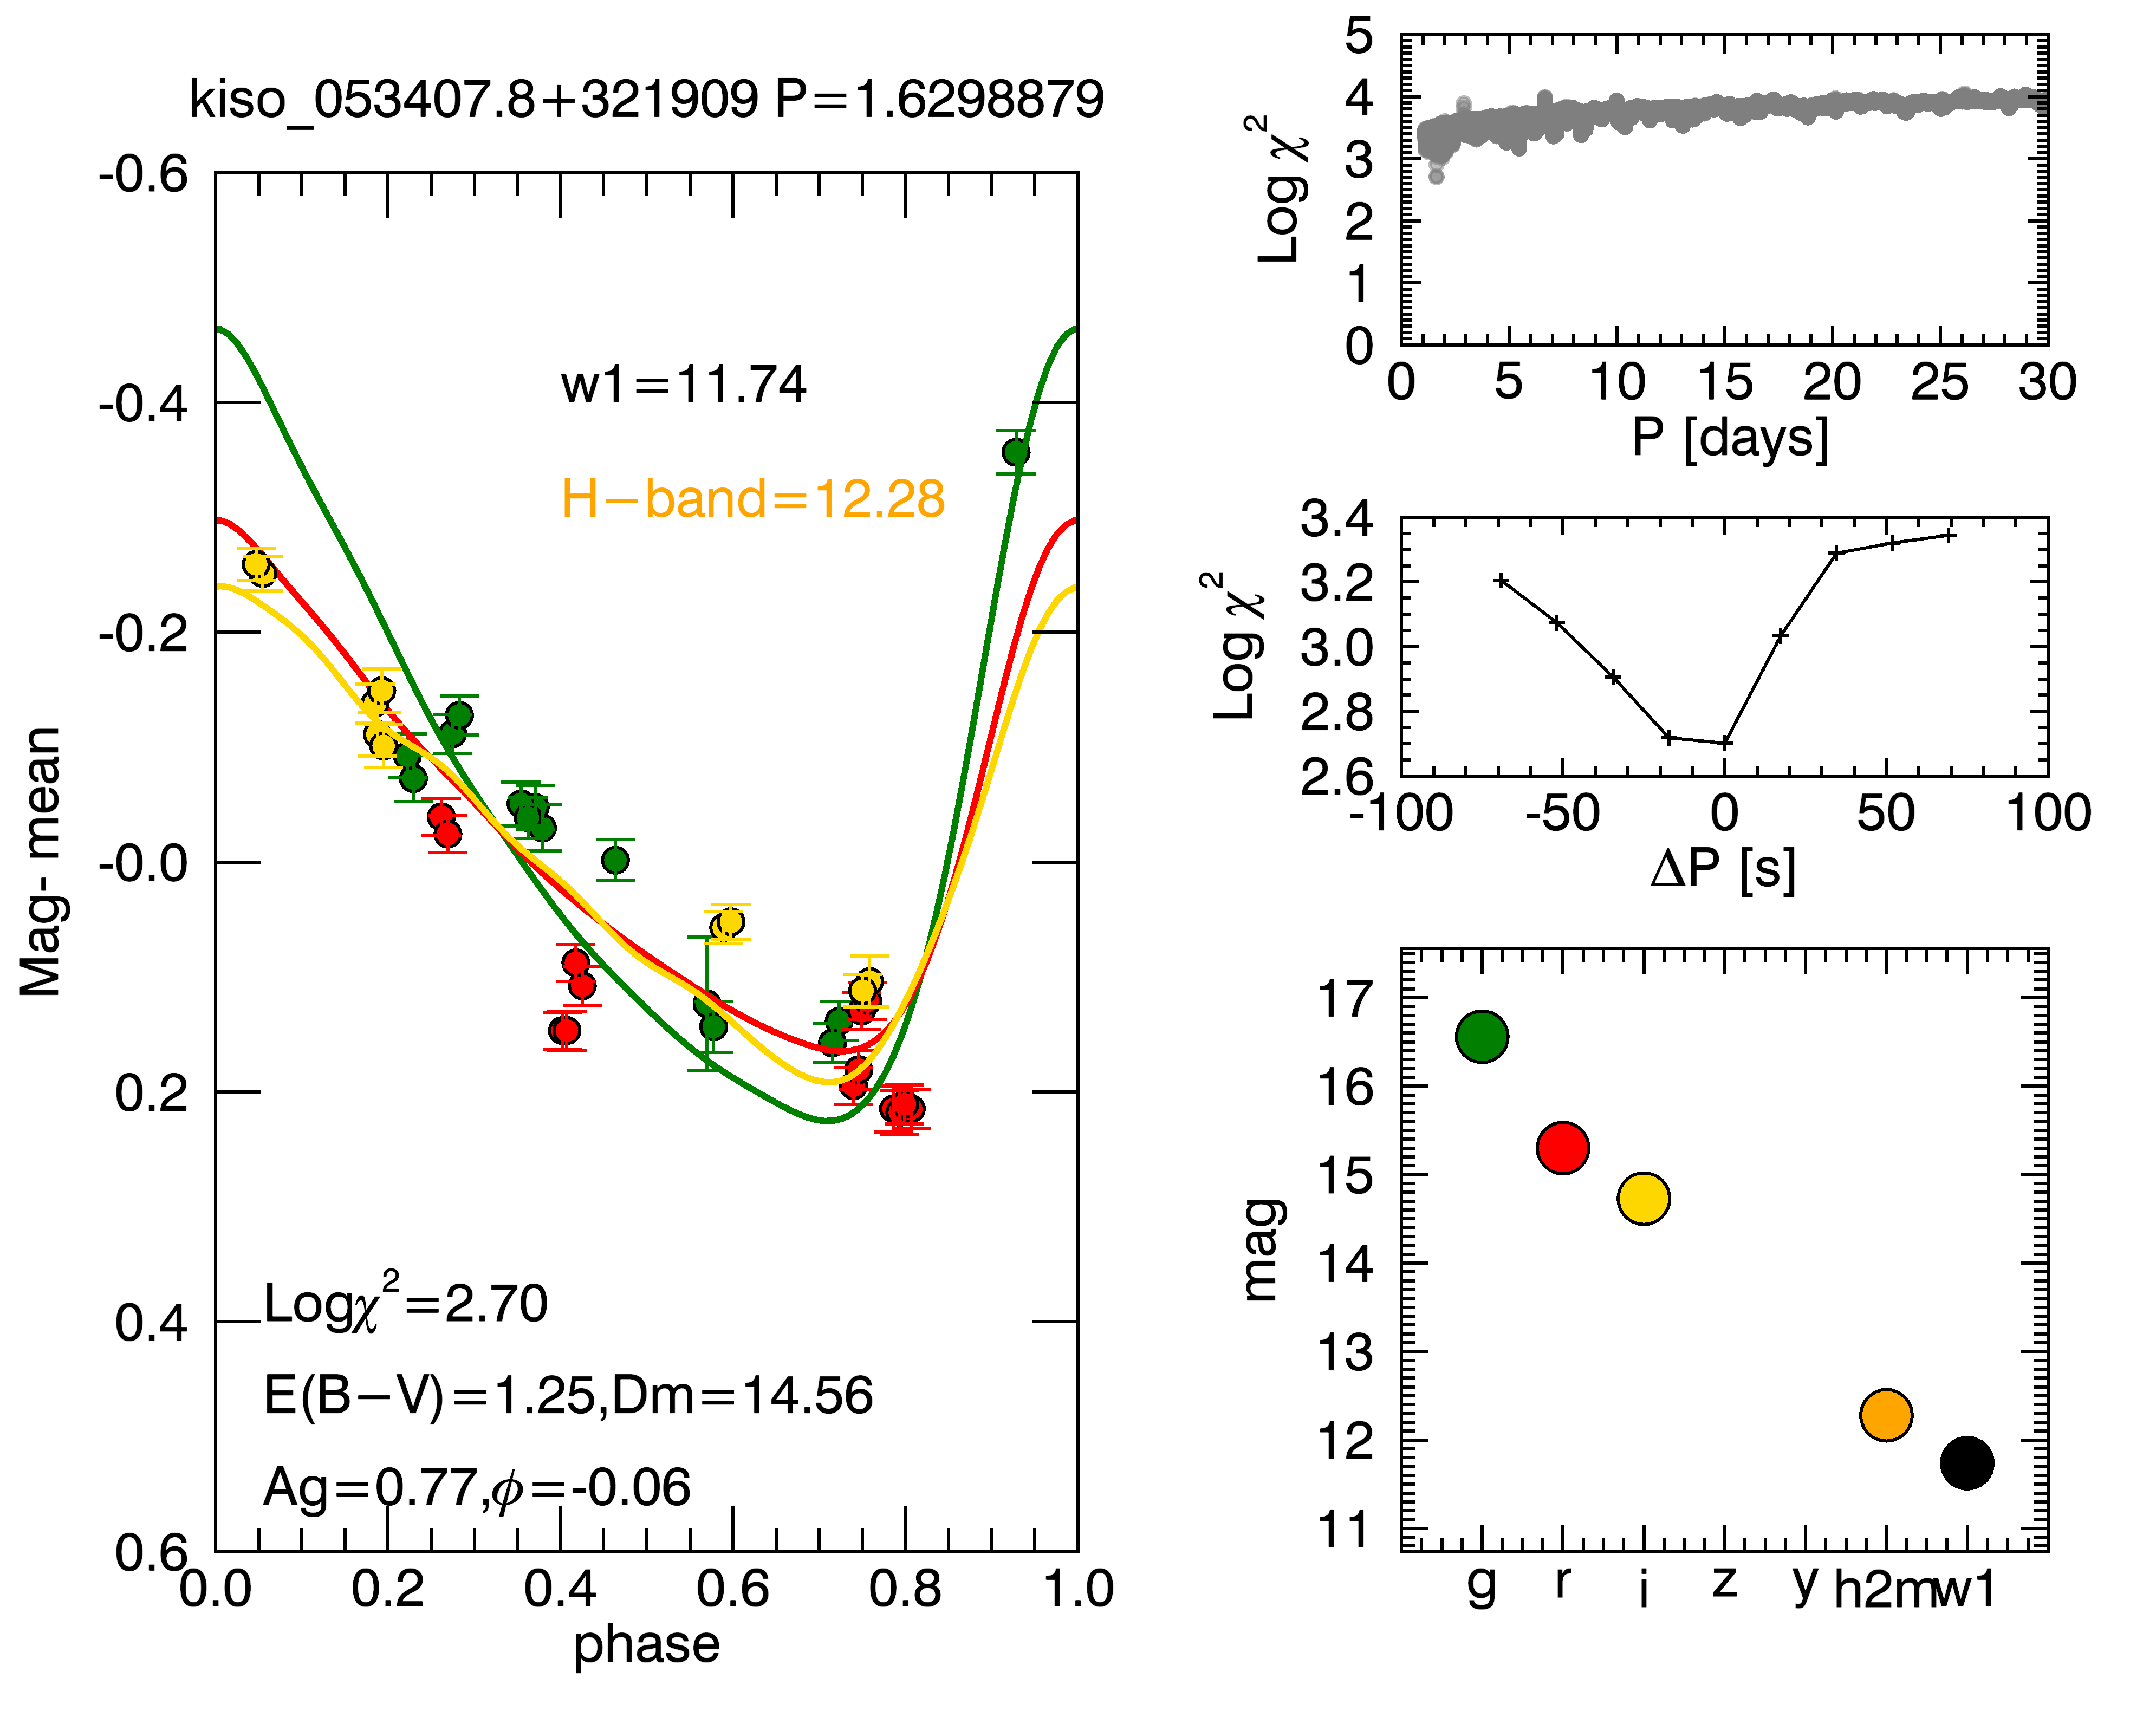 kiso_053407.8+321909 P=1.6298879
-0.6
-0.4
-0.2
-0.0
0.2
0.4
0.6
Mag- mean
w1=11.74
H−band=12.28
Logχ²=2.70
E(B−V)=1.25,Dm=14.56
Ag=0.77,ϕ=-0.06
0.0 0.2 0.4 0.6 0.8 1.0
phase
5
4
3
2
1
0
Log χ²
0 5 10 15 20 25 30
P [days]
3.4
3.2
3.0
2.8
2.6
Log χ²
-100 -50 0 50 100
ΔP [s]
17
16
15
14
13
12
11
mag
g r i z y h2m w1